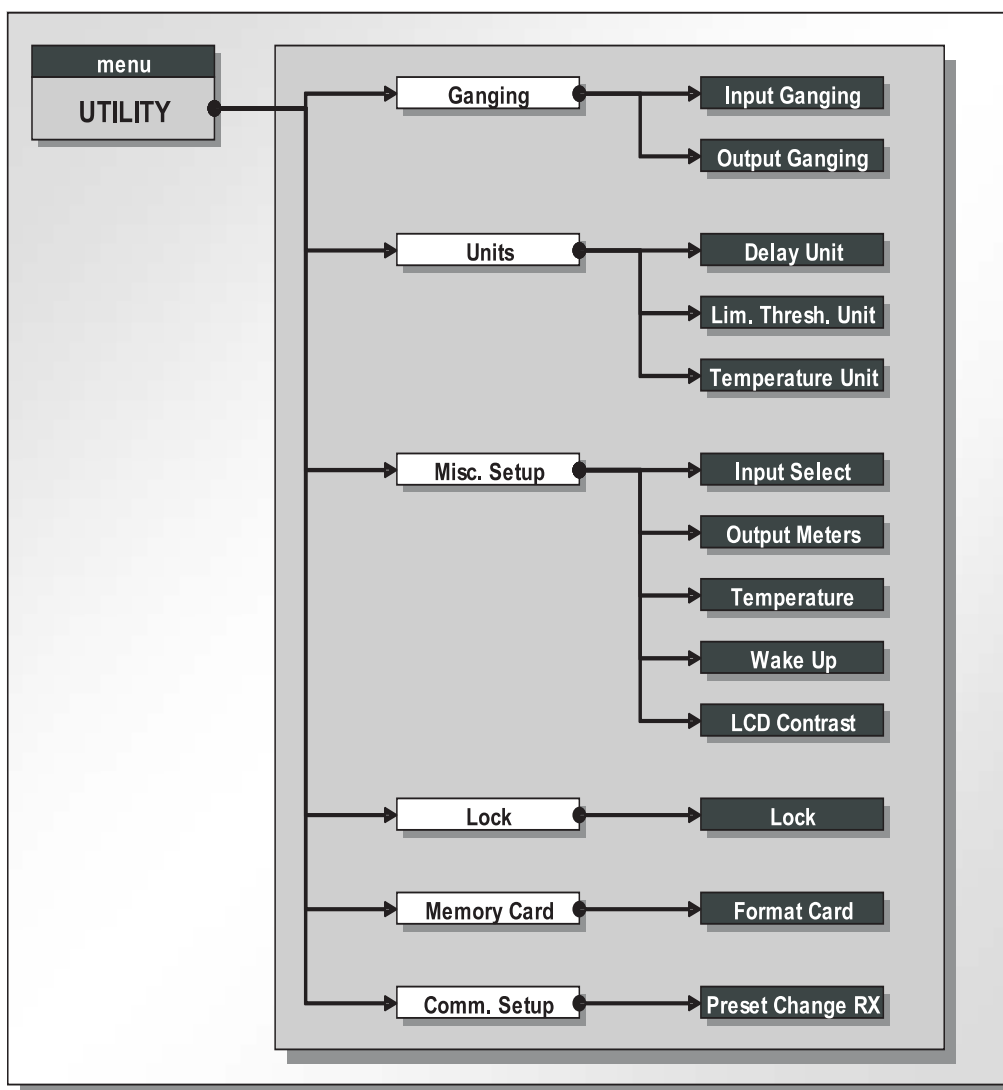 menu
UTILITY
Ganging
Input Ganging
Output Ganging
Units
Delay Unit
Lim. Thresh. Unit
Temperature Unit
Misc. Setup
Input Select
Output Meters
Temperature
Wake Up
LCD Contrast
Lock
Lock
Memory Card
Format Card
Comm. Setup
Preset Change RX